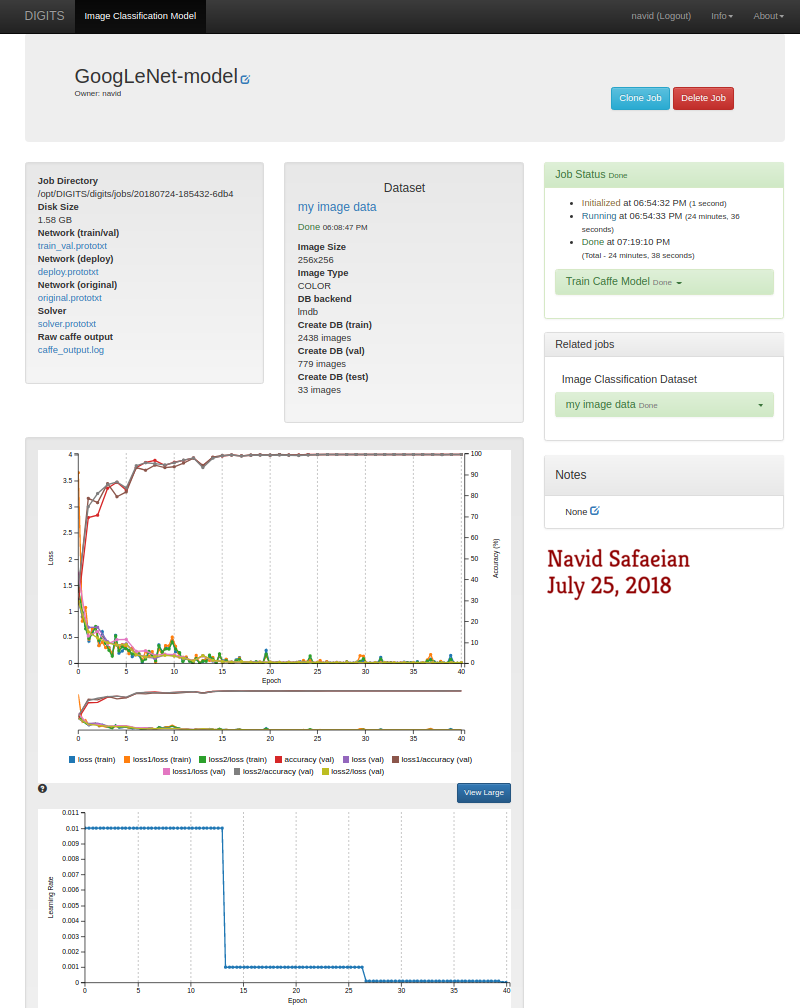 DIGITS Image Classification Model navid (Logout) Info About
GoogLeNet-model
Owner: navid
Clone Job Delete Job
Job Directory
/opt/DIGITS/digits/jobs/20180724-185432-6db4
Disk Size
1.58 GB
Network (train/val)
train_val.prototxt
Network (deploy)
deploy.prototxt
Network (original)
original.prototxt
Solver
solver.prototxt
Raw caffe output
caffe_output.log
Dataset
my image data
Done 06:08:47 PM
Image Size
256x256
Image Type
COLOR
DB backend
lmdb
Create DB (train)
2438 images
Create DB (val)
779 images
Create DB (test)
33 images
Job Status Done
Initialized at 06:54:32 PM (1 second)
Running at 06:54:33 PM (24 minutes, 36
seconds)
Done at 07:19:10 PM
(Total - 24 minutes, 38 seconds)
Train Caffe Model Done
Related jobs
Image Classification Dataset
my image data Done
Notes
None
Navid Safaeian
July 25, 2018
4
3.5
3
2.5
2
1.5
1
0.5
0
Loss
100
90
80
70
60
50
40
30
20
10
0
Accuracy (%)
0 5 10 15 20 25 30 35 40
Epoch
0 5 10 15 20 25 30 35 40
loss (train) loss1/loss (train) loss2/loss (train) accuracy (val) loss (val) loss1/accuracy (val)
loss1/loss (val) loss2/accuracy (val) loss2/loss (val)
View Large
0.011
0.01
0.009
0.008
0.007
0.006
0.005
0.004
0.003
0.002
0.001
0
Learning Rate
0 5 10 15 20 25 30 35 40
Epoch